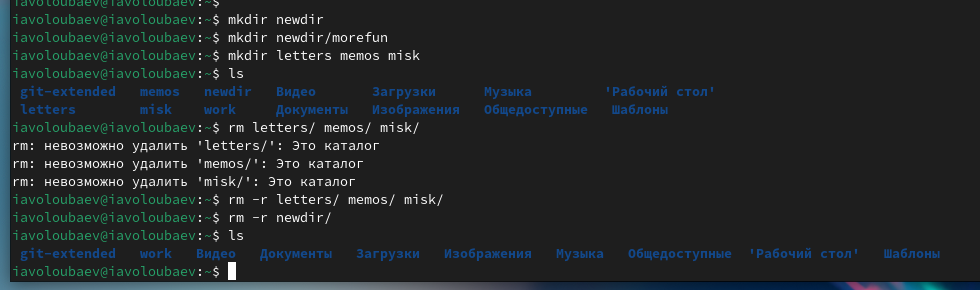 iavoloubaev@iavoloubaev:~$
iavoloubaev@iavoloubaev:~$ mkdir newdir
iavoloubaev@iavoloubaev:~$ mkdir newdir/morefun
iavoloubaev@iavoloubaev:~$ mkdir letters memos misk
iavoloubaev@iavoloubaev:~$ ls
git-extended memos newdir Видео Загрузки Музыка 'Рабочий стол'
letters misk work Документы Изображения Общедоступные Шаблоны
iavoloubaev@iavoloubaev:~$ rm letters/ memos/ misk/
rm: невозможно удалить 'letters/': Это каталог
rm: невозможно удалить 'memos/': Это каталог
rm: невозможно удалить 'misk/': Это каталог
iavoloubaev@iavoloubaev:~$ rm -r letters/ memos/ misk/
iavoloubaev@iavoloubaev:~$ rm -r newdir/
iavoloubaev@iavoloubaev:~$ ls
git-extended work Видео Документы Загрузки Изображения Музыка Общедоступные 'Рабочий стол' Шаблоны
iavoloubaev@iavoloubaev:~$